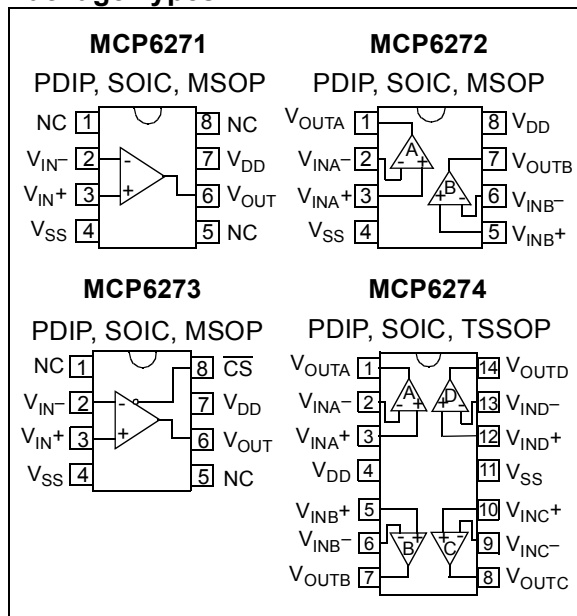 MCP6271
PDIP, SOIC, MSOP
NC 1 8 NC
VIN– 2 - 7 VDD
VIN+ 3 + 6 VOUT
VSS 4 5 NC
MCP6272
PDIP, SOIC, MSOP
VOUTA 1 A 8 VDD
VINA– 2 - + 7 VOUTB
VINA+ 3 B + - 6 VINB–
VSS 4 5 VINB+
MCP6273
PDIP, SOIC, MSOP
NC 1 8 CS
VIN– 2 - 7 VDD
VIN+ 3 + 6 VOUT
VSS 4 5 NC
MCP6274
PDIP, SOIC, TSSOP
VOUTA 1 14 VOUTD
VINA– 2 - A + + D - 13 VIND–
VINA+ 3 12 VIND+
VDD 4 11 VSS
VINB+ 5 10 VINC+
VINB– 6 - B + + C - 9 VINC–
VOUTB 7 8 VOUTC